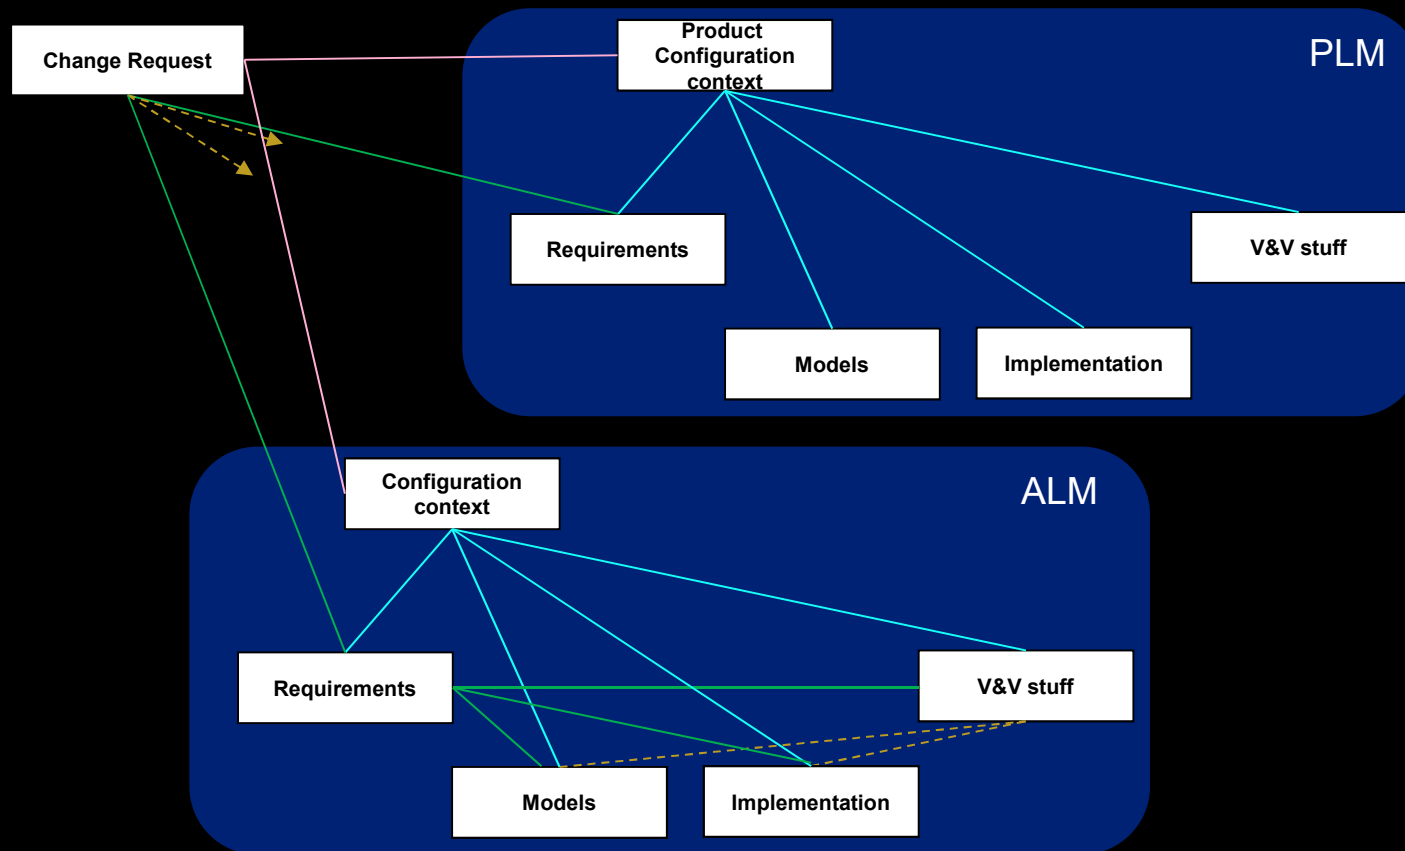 Change Request
Product
Configuration
context
PLM
Requirements
V&V stuff
Models
Implementation
Configuration
context
ALM
Requirements
V&V stuff
Models
Implementation